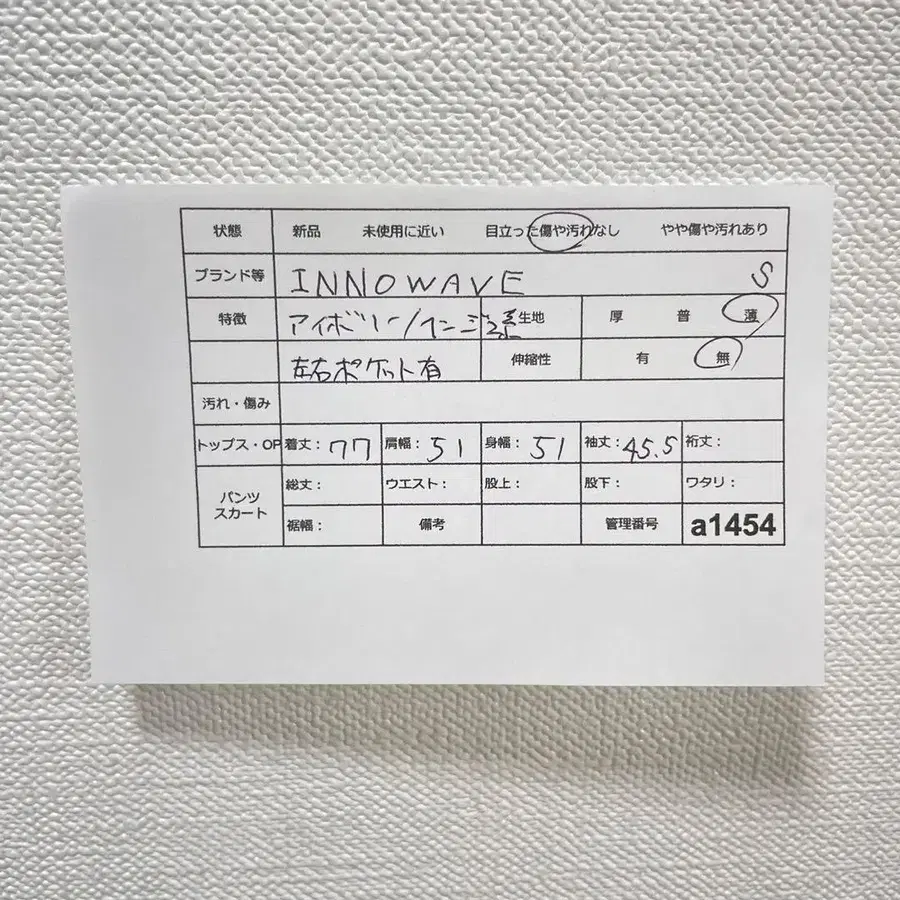 状態 新品 未使用に近い 目立った傷や汚れなし やや傷や汚れあり
ブランド等 INNOWAVE S
特徴 アイボリー/インジ染 生地 厚 普 薄
左右ポケット有 伸縮性 有 無
汚れ・傷み
トップス・OP 着丈：77 肩幅：51 身幅：51 袖丈：45.5 裄丈：
パンツ スカート 総丈： ウエスト： 股上： 股下： ワタリ：
裾幅： 備考 管理番号 a1454